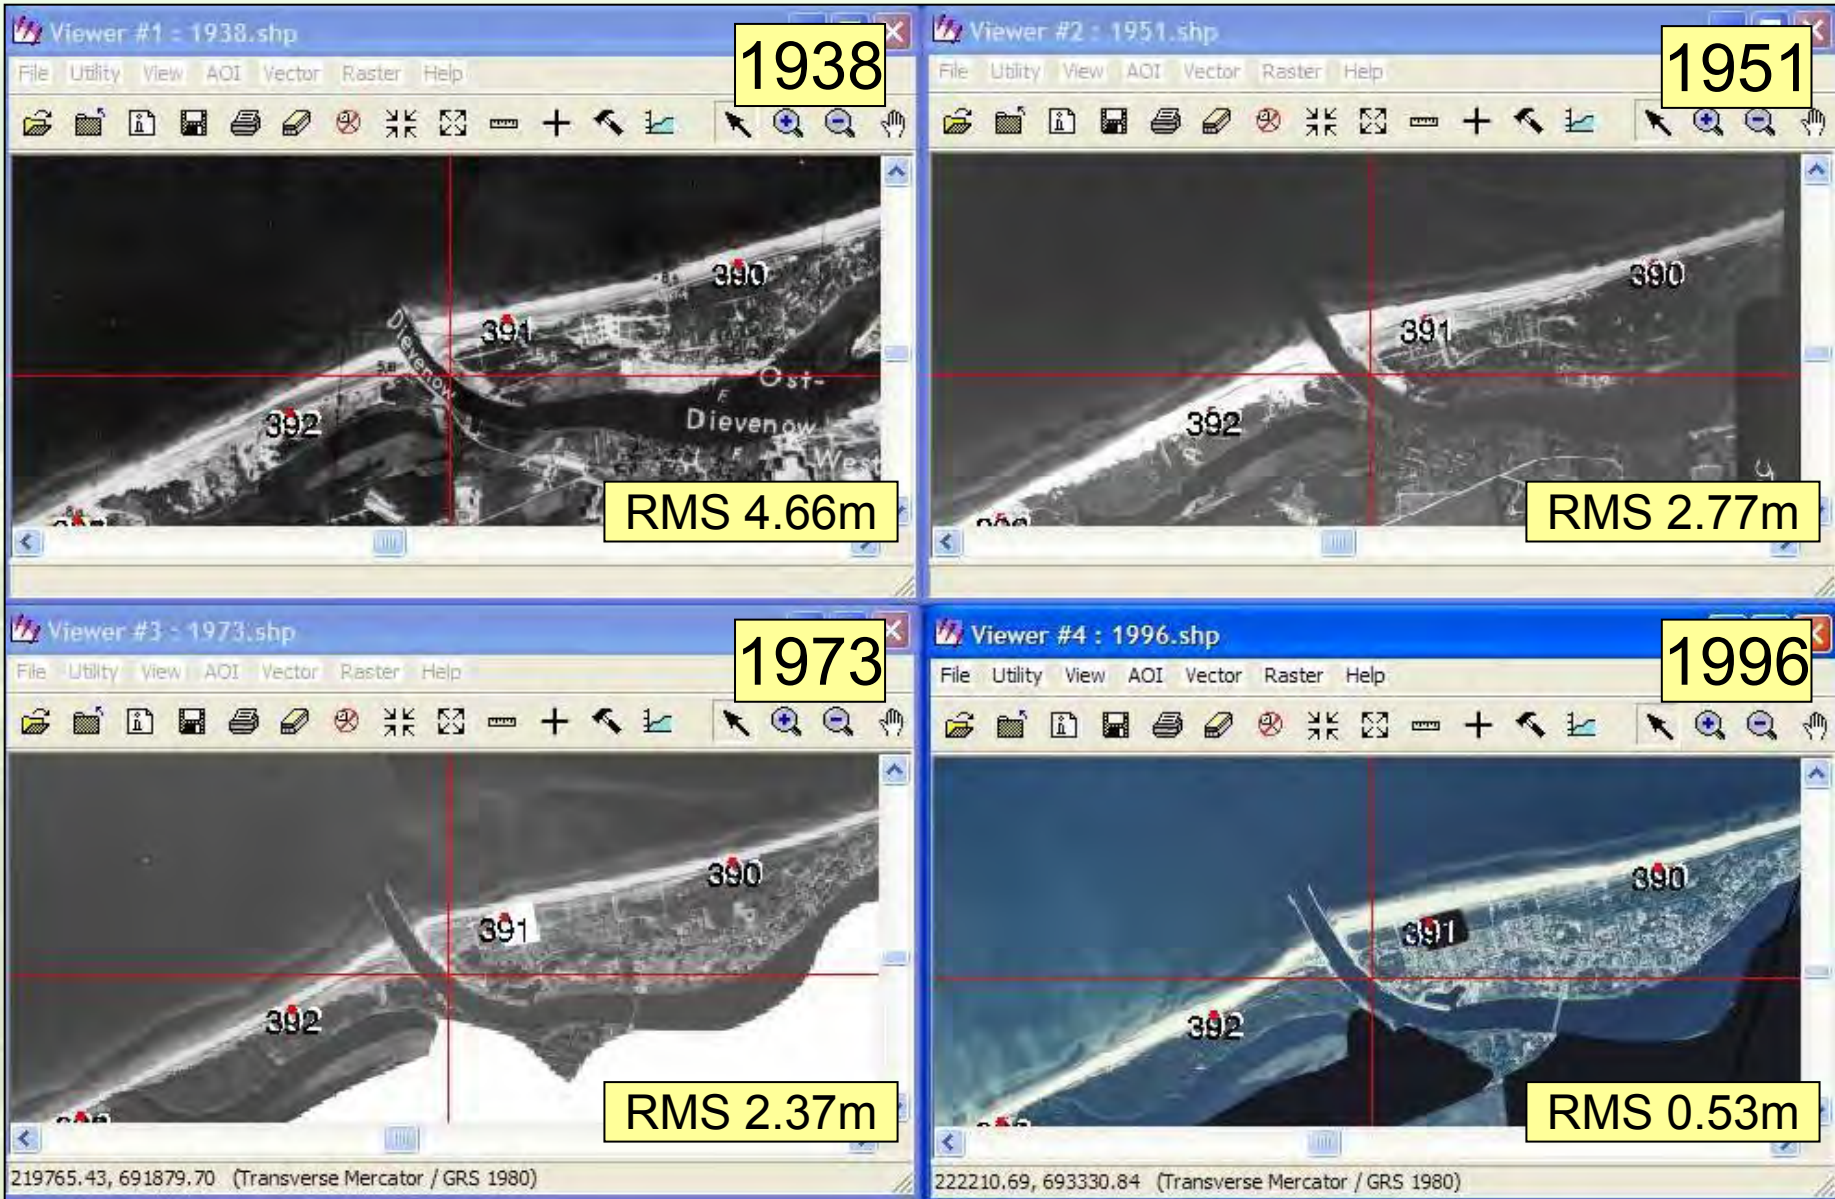 Viewer #1 : 1938.shp
1938
File Utility View AOI Vector Raster Help
390
391
Dievenow
392
Ost-
Dievenow
West
RMS 4.66m
Viewer #2 : 1951.shp
1951
File Utility View AOI Vector Raster Help
390
391
392
RMS 2.77m
Viewer #3 : 1973.shp
1973
File Utility View AOI Vector Raster Help
390
391
392
RMS 2.37m
219765.43, 691879.70 (Transverse Mercator / GRS 1980)
Viewer #4 : 1996.shp
1996
File Utility View AOI Vector Raster Help
390
391
392
RMS 0.53m
222210.69, 693330.84 (Transverse Mercator / GRS 1980)